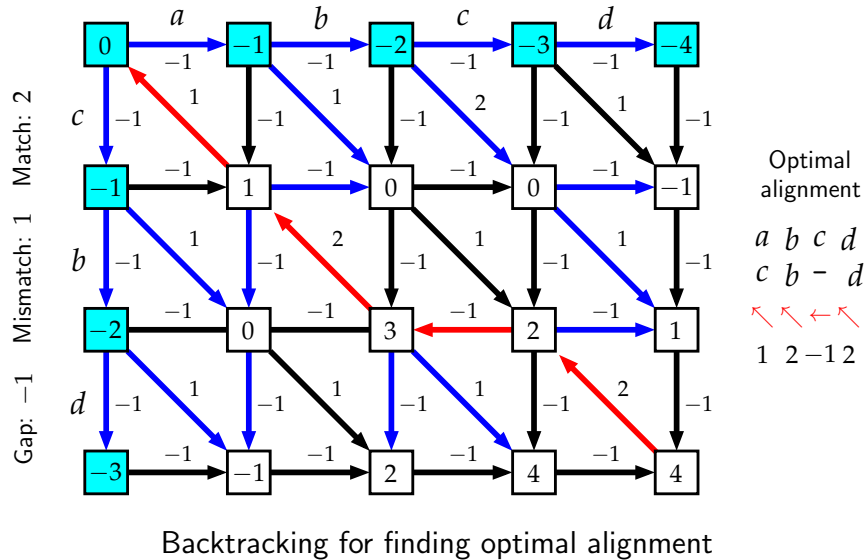 a b c d
0 −1 −2 −3 −4
−1 −1 −1 −1
c −1 1 −1 1 −1 2 −1 1 −1
−1 1 0 0 −1
−1 −1 −1 −1
b −1 1 −1 2 −1 1 −1 1 −1
−2 0 3 2 1
−1 −1 −1 −1
d −1 1 −1 1 −1 1 −1 2 −1
−3 −1 2 4 4
−1 −1 −1 −1
Gap: −1 Mismatch: 1 Match: 2
Optimal
alignment
a b c d
c b − d
↖ ↖ ← ↖
1 2 −1 2
Backtracking for finding optimal alignment